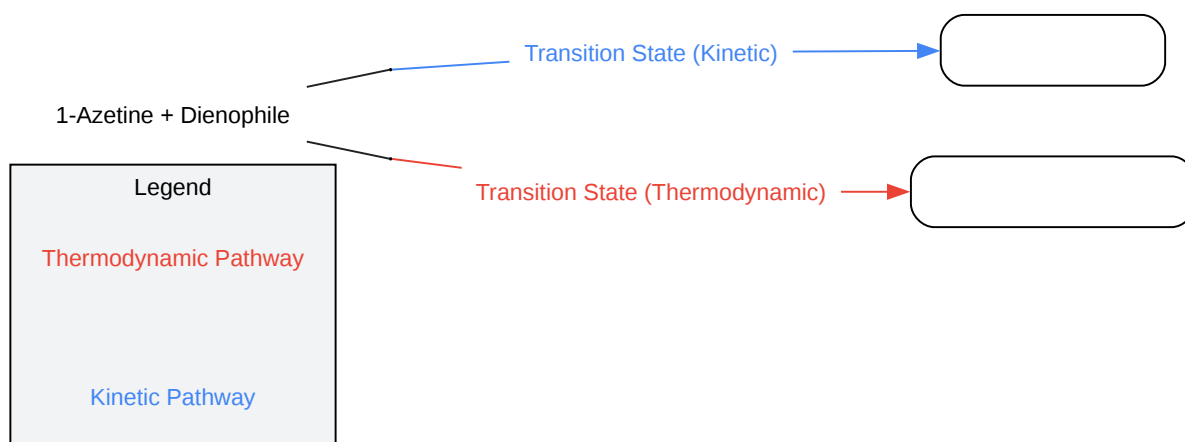 Transition State (Kinetic)
1-Azetine + Dienophile
Transition State (Thermodynamic)
Legend
Thermodynamic Pathway
Kinetic Pathway